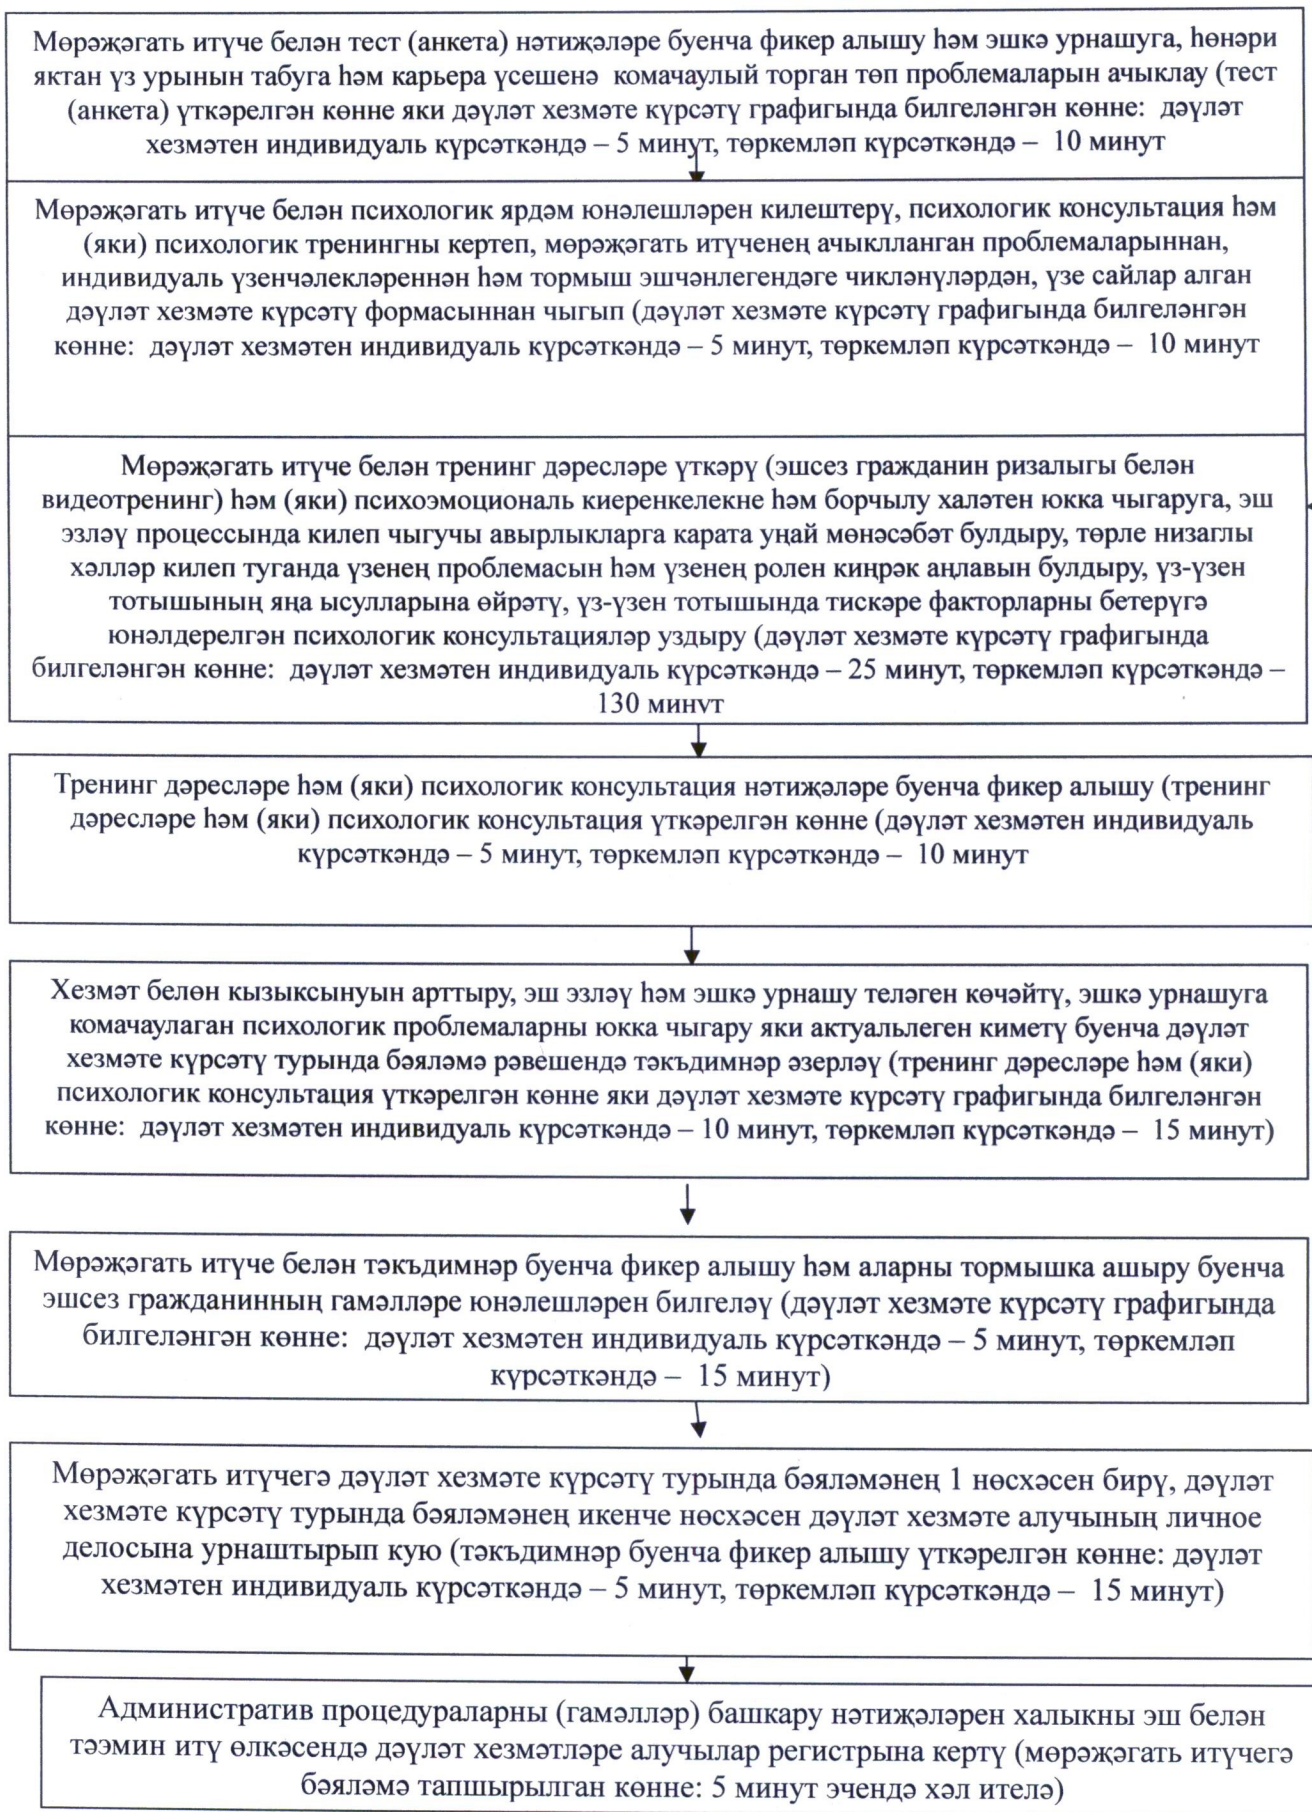 Мөрәҗәгать итүче белән тест (анкета) нәтиҗәләре буенча фикер алышу һәм эшкә урнашуга, һөнәри
яктан үз урынын табуга һәм карьера үсешенә комачаулый торган төп проблемаларын ачыклау (тест
(анкета) үткәрелгән көнне яки дәүләт хезмәте күрсәтү графигында билгеләнгән көнне: дәүләт
хезмәтен индивидуаль күрсәткәндә – 5 минут, төркемләп күрсәткәндә – 10 минут
Мөрәҗәгать итүче белән психологик ярдәм юнәлешләрен килештерү, психологик консультация һәм
(яки) психологик тренингны кертеп, мөрәҗәгать итүченең ачыклланган проблемаларыннан,
индивидуаль үзенчәлекләреннән һәм тормыш эшчәнлегендәге чикләнүләрдән, үзе сайлар алган
дәүләт хезмәте күрсәтү формасыннан чыгып (дәүләт хезмәте күрсәтү графигында билгеләнгән
көнне: дәүләт хезмәтен индивидуаль күрсәткәндә – 5 минут, төркемләп күрсәткәндә – 10 минут
Мөрәҗәгать итүче белән тренинг дәресләре үткәрү (эшсез гражданин ризалыгы белән
видеотренинг) һәм (яки) психоэмоциональ киеренкелекне һәм борчылу халәтен юкка чыгаруга, эш
эзләү процессында килеп чыгучы авырлыкларга карата уңай мөнәсәбәт булдыру, төрле низаглы
хәлләр килеп туганда үзенең проблемасын һәм үзенең ролен киңрәк аңлавын булдыру, үз-үзен
тотышының яңа ысулларына өйрәтү, үз-үзен тотышында тискәре факторларны бетерүгә
юнәлдерелгән психологик консультацияләр уздыру (дәүләт хезмәте күрсәтү графигында
билгеләнгән көнне: дәүләт хезмәтен индивидуаль күрсәткәндә – 25 минут, төркемләп күрсәткәндә –
130 минут
Тренинг дәресләре һәм (яки) психологик консультация нәтиҗәләре буенча фикер алышу (тренинг
дәресләре һәм (яки) психологик консультация үткәрелгән көнне (дәүләт хезмәтен индивидуаль
күрсәткәндә – 5 минут, төркемләп күрсәткәндә – 10 минут
Хезмәт белөн кызыксынуын арттыру, эш эзләү һәм эшкә урнашу теләген көчәйтү, эшкә урнашуга
комачаулаган психологик проблемаларны юкка чыгару яки актуальлеген киметү буенча дәүләт
хезмәте күрсәтү турында бәяләмә рәвешендә тәкъдимнәр әзерләү (тренинг дәресләре һәм (яки)
психологик консультация үткәрелгән көнне яки дәүләт хезмәте күрсәтү графигында билгеләнгән
көнне: дәүләт хезмәтен индивидуаль күрсәткәндә – 10 минут, төркемләп күрсәткәндә – 15 минут)
Мөрәҗәгать итүче белән тәкъдимнәр буенча фикер алышу һәм аларны тормышка ашыру буенча
эшсез гражданинның гамәлләре юнәлешләрен билгеләү (дәүләт хезмәте күрсәтү графигында
билгеләнгән көнне: дәүләт хезмәтен индивидуаль күрсәткәндә – 5 минут, төркемләп
күрсәткәндә – 15 минут)
Мөрәҗәгать итүчегә дәүләт хезмәте күрсәтү турында бәяләмәнең 1 нөсхәсен бирү, дәүләт
хезмәте күрсәтү турында бәяләмәнең икенче нөсхәсен дәүләт хезмәте алучының личное
делосына урнаштырып кую (тәкъдимнәр буенча фикер алышу үткәрелгән көнне: дәүләт
хезмәтен индивидуаль күрсәткәндә – 5 минут, төркемләп күрсәткәндә – 15 минут)
Административ процедураларны (гамәлләр) башкару нәтиҗәләрен халыкны эш белән
тәэмин итү өлкәсендә дәүләт хезмәтләре алучылар регистрына кертү (мөрәҗәгать итүчегә
бәяләмә тапшырылган көнне: 5 минут эчендә хәл ителә)